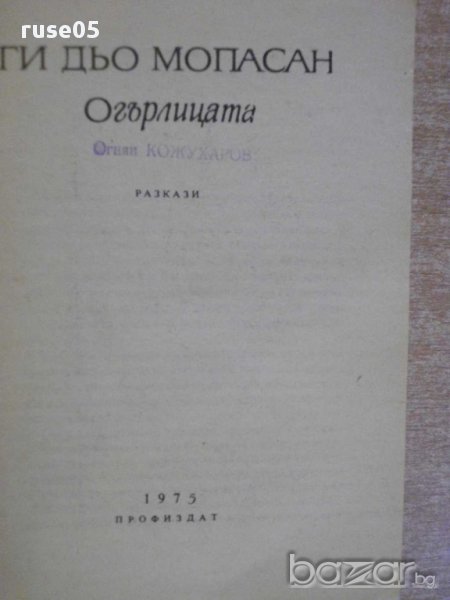 ruse05
ГИ ДЬО МОПАСАН
Огърлицата
Огнян КОЖУХАРОВ
РАЗКАЗИ
1975
ПРОФИЗДАТ
bazar.bg